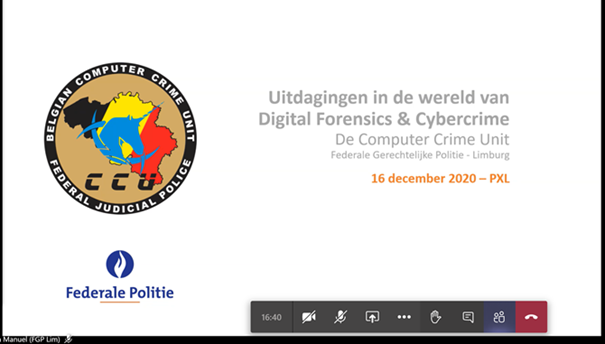 BELGIAN COMPUTER CRIME UNIT
CCU
FEDERAL JUDICIAL POLICE
Uitdagingen in de wereld van
Digital Forensics & Cybercrime
De Computer Crime Unit
Federale Gerechtelijke Politie - Limburg
16 december 2020 – PXL
Federale Politie
16:40
Manuel (FGP Lim)